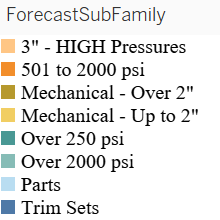 ForecastSubFamily
3" - HIGH Pressures
501 to 2000 psi
Mechanical - Over 2"
Mechanical - Up to 2"
Over 250 psi
Over 2000 psi
Parts
Trim Sets